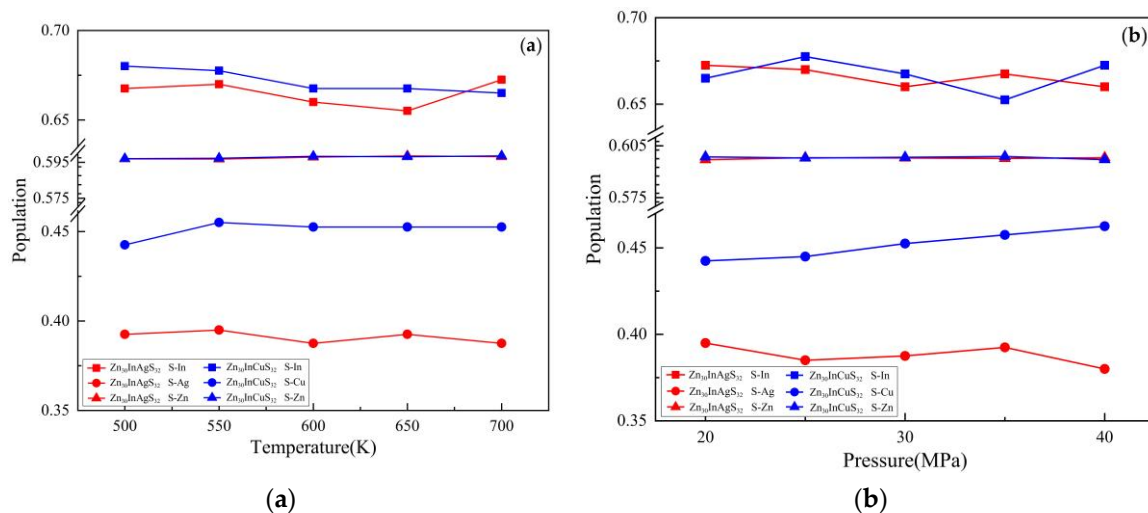 (a)
0.70
0.65
0.595
0.575
0.45
0.40
0.35
Population
Zn₃₀InAgS₃₂ S-In
Zn₃₀InAgS₃₂ S-Ag
Zn₃₀InAgS₃₂ S-Zn
Zn₃₀InCuS₃₂ S-In
Zn₃₀InCuS₃₂ S-Cu
Zn₃₀InCuS₃₂ S-Zn
500 550 600 650 700
Temperature(K)
(a)
(b)
0.70
0.65
0.605
0.575
0.45
0.40
0.35
Population
Zn₃₀InAgS₃₂ S-In
Zn₃₀InAgS₃₂ S-Ag
Zn₃₀InAgS₃₂ S-Zn
Zn₃₀InCuS₃₂ S-In
Zn₃₀InCuS₃₂ S-Cu
Zn₃₀InCuS₃₂ S-Zn
20 30 40
Pressure(MPa)
(b)